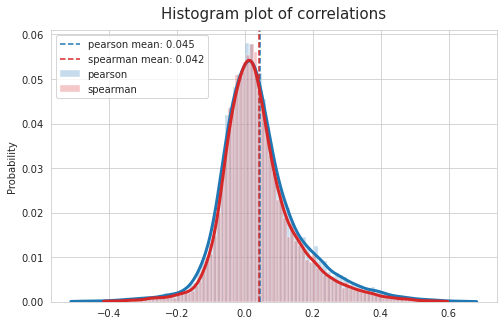 Histogram plot of correlations
pearson mean: 0.045
spearman mean: 0.042
pearson
spearman
Probability
0.06
0.05
0.04
0.03
0.02
0.01
0.00
−0.4
−0.2
0.0
0.2
0.4
0.6